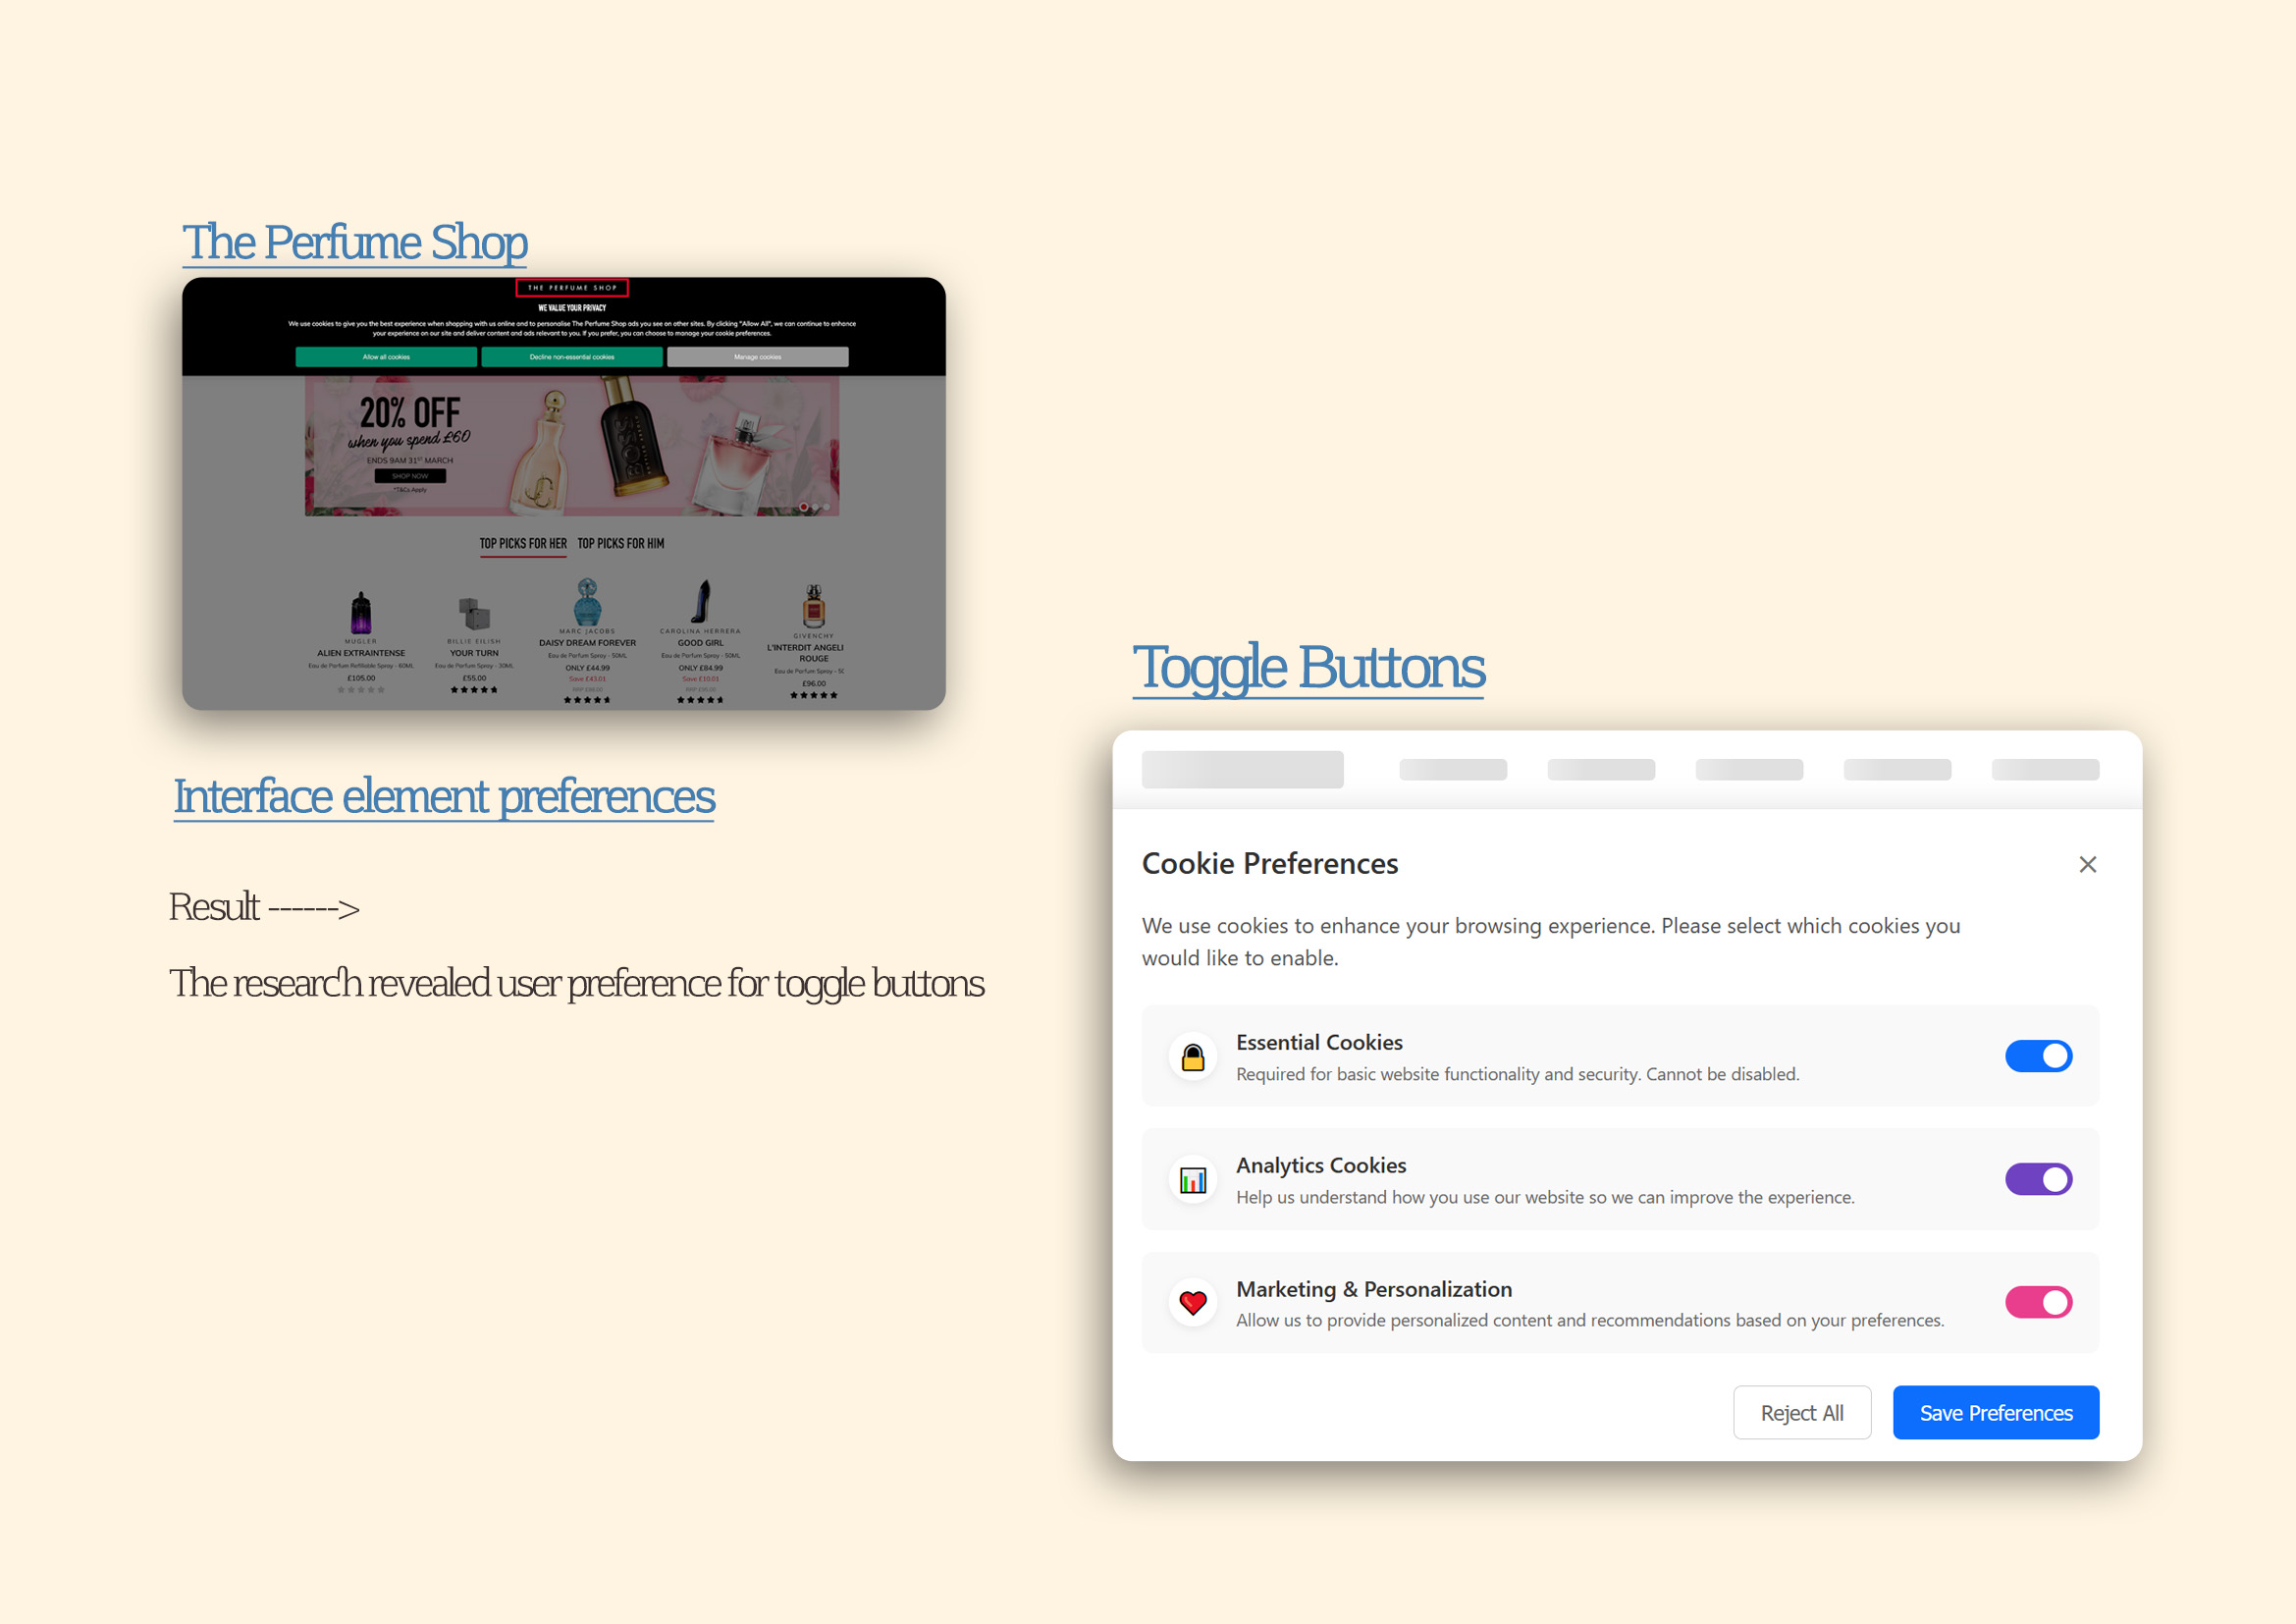 The Perfume Shop
THE PERFUME SHOP
WE VALUE YOUR PRIVACY
We use cookies to give you the best experience when shopping with us online and to personalise The Perfume Shop ads you see on other sites. By clicking "Allow All", we can continue to enhance
your experience on our site and deliver content and ads relevant to you. If you prefer, you can choose to manage your cookie preferences.
Allow all cookies
Decline non-essential cookies
Manage cookies
20% OFF
when you spend £60
ENDS 9AM 31ST MARCH
SHOP NOW
*T&Cs Apply
BOSS
TOP PICKS FOR HER TOP PICKS FOR HIM
MUGLER
ALIEN EXTRAINTENSE
Eau de Parfum Refillable Spray - 60ML
£105.00
BILLIE EILISH
YOUR TURN
Eau de Parfum Spray - 30ML
£55.00
MARC JACOBS
DAISY DREAM FOREVER
Eau de Parfum Spray - 50ML
ONLY £44.99
Save £43.01
CAROLINA HERRERA
GOOD GIRL
Eau de Parfum Spray - 50ML
ONLY £84.99
Save £10.01
GIVENCHY
L'INTERDIT ANGELI
ROUGE
Eau de Parfum Spray - 5(
£96.00
Interface element preferences
Result ------>
The research revealed user preference for toggle buttons
Toggle Buttons
Cookie Preferences
We use cookies to enhance your browsing experience. Please select which cookies you
would like to enable.
Essential Cookies
Required for basic website functionality and security. Cannot be disabled.
Analytics Cookies
Help us understand how you use our website so we can improve the experience.
Marketing & Personalization
Allow us to provide personalized content and recommendations based on your preferences.
Reject All
Save Preferences